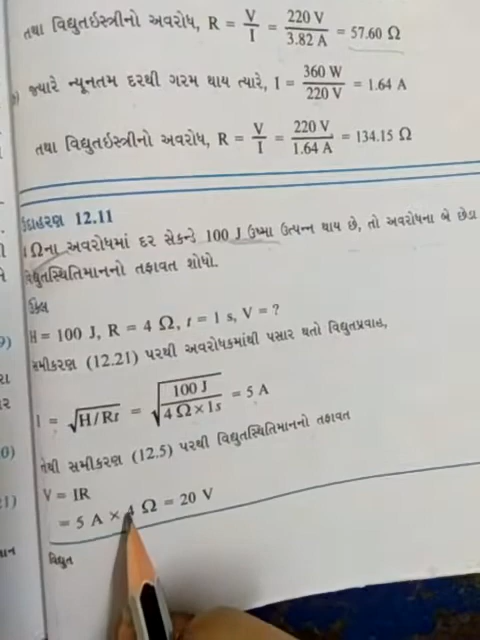 તથા વિદ્યુતઇસ્ત્રીનો અવરોધ, R = V/I = 220 V / 3.82 A = 57.60 Ω
જ્યારે ન્યૂનતમ દરથી ગરમ થાય ત્યારે, I = 360 W / 220 V = 1.64 A
તથા વિદ્યુતઇસ્ત્રીનો અવરોધ, R = V/I = 220 V / 1.64 A = 134.15 Ω
ઉદાહરણ 12.11
Ωના અવરોધમાં દર સેકન્ડે 100 J ઉષ્મા ઉત્પન્ન થાય છે, તો અવરોધના બે છેડા
વિદ્યુતસ્થિતિમાનનો તફાવત શોધો.
ઉકેલ
H = 100 J, R = 4 Ω, t = 1 s, V = ?
સમીકરણ (12.21) પરથી અવરોધકમાંથી પસાર થતો વિદ્યુતપ્રવાહ,
I = √(H/Rt) = √(100 J / 4 Ω × 1s) = 5 A
તેથી સમીકરણ (12.5) પરથી વિદ્યુતસ્થિતિમાનનો તફાવત
V = IR
= 5 A × 4 Ω = 20 V
વિદ્યુત